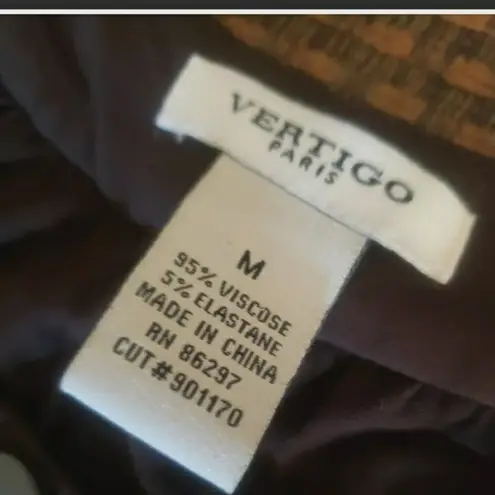 VERTIGO
PARIS
M
95% VISCOSE
5% ELASTANE
MADE IN CHINA
RN 86297
CUT#901170